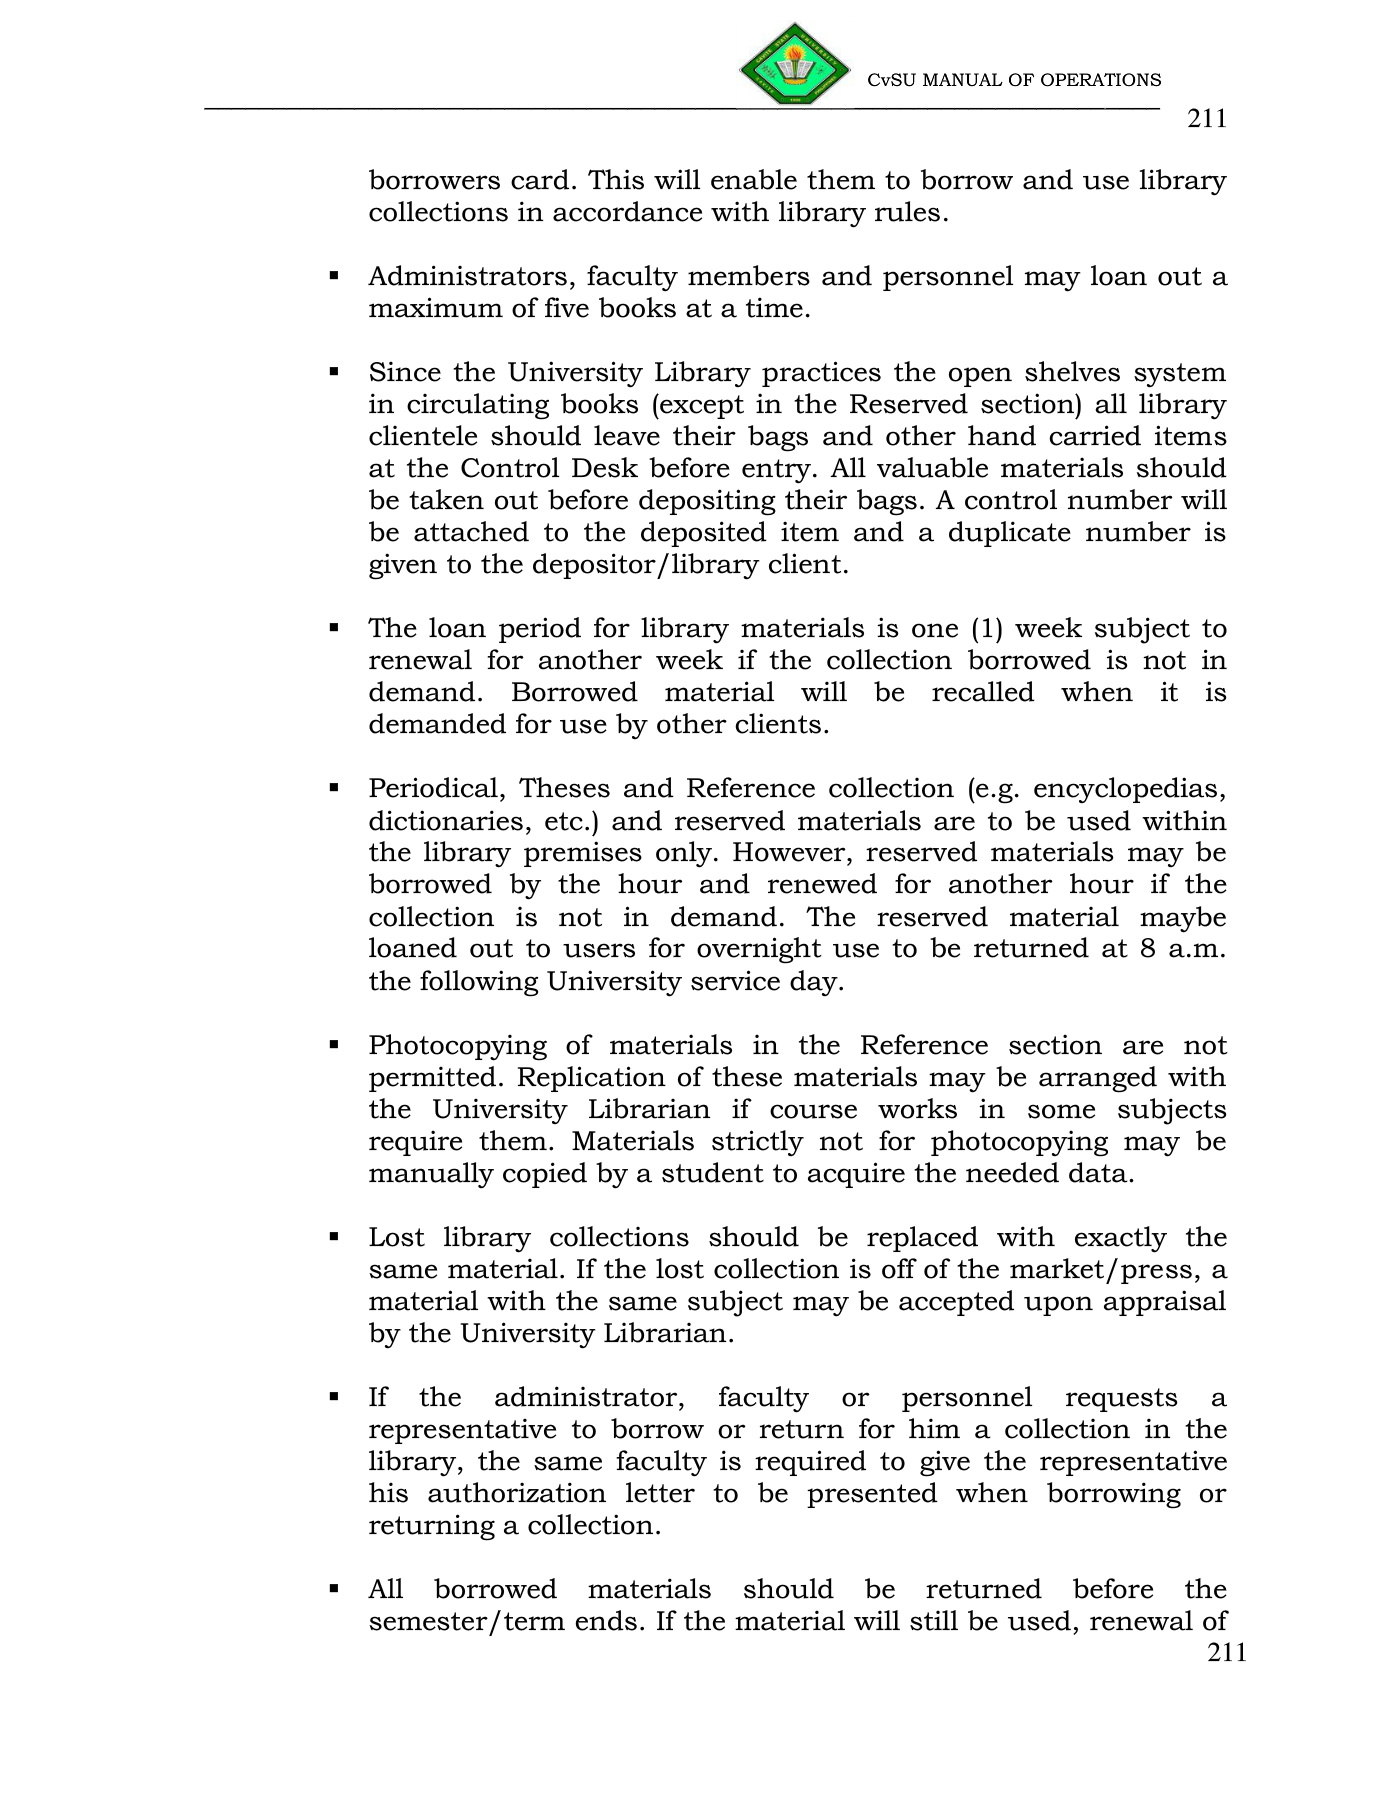 CvSU MANUAL OF OPERATIONS
211
borrowers card. This will enable them to borrow and use library
collections in accordance with library rules.
▪ Administrators, faculty members and personnel may loan out a
maximum of five books at a time.
▪ Since the University Library practices the open shelves system
in circulating books (except in the Reserved section) all library
clientele should leave their bags and other hand carried items
at the Control Desk before entry. All valuable materials should
be taken out before depositing their bags. A control number will
be attached to the deposited item and a duplicate number is
given to the depositor/library client.
▪ The loan period for library materials is one (1) week subject to
renewal for another week if the collection borrowed is not in
demand. Borrowed material will be recalled when it is
demanded for use by other clients.
▪ Periodical, Theses and Reference collection (e.g. encyclopedias,
dictionaries, etc.) and reserved materials are to be used within
the library premises only. However, reserved materials may be
borrowed by the hour and renewed for another hour if the
collection is not in demand. The reserved material maybe
loaned out to users for overnight use to be returned at 8 a.m.
the following University service day.
▪ Photocopying of materials in the Reference section are not
permitted. Replication of these materials may be arranged with
the University Librarian if course works in some subjects
require them. Materials strictly not for photocopying may be
manually copied by a student to acquire the needed data.
▪ Lost library collections should be replaced with exactly the
same material. If the lost collection is off of the market/press, a
material with the same subject may be accepted upon appraisal
by the University Librarian.
▪ If the administrator, faculty or personnel requests a
representative to borrow or return for him a collection in the
library, the same faculty is required to give the representative
his authorization letter to be presented when borrowing or
returning a collection.
▪ All borrowed materials should be returned before the
semester/term ends. If the material will still be used, renewal of
211